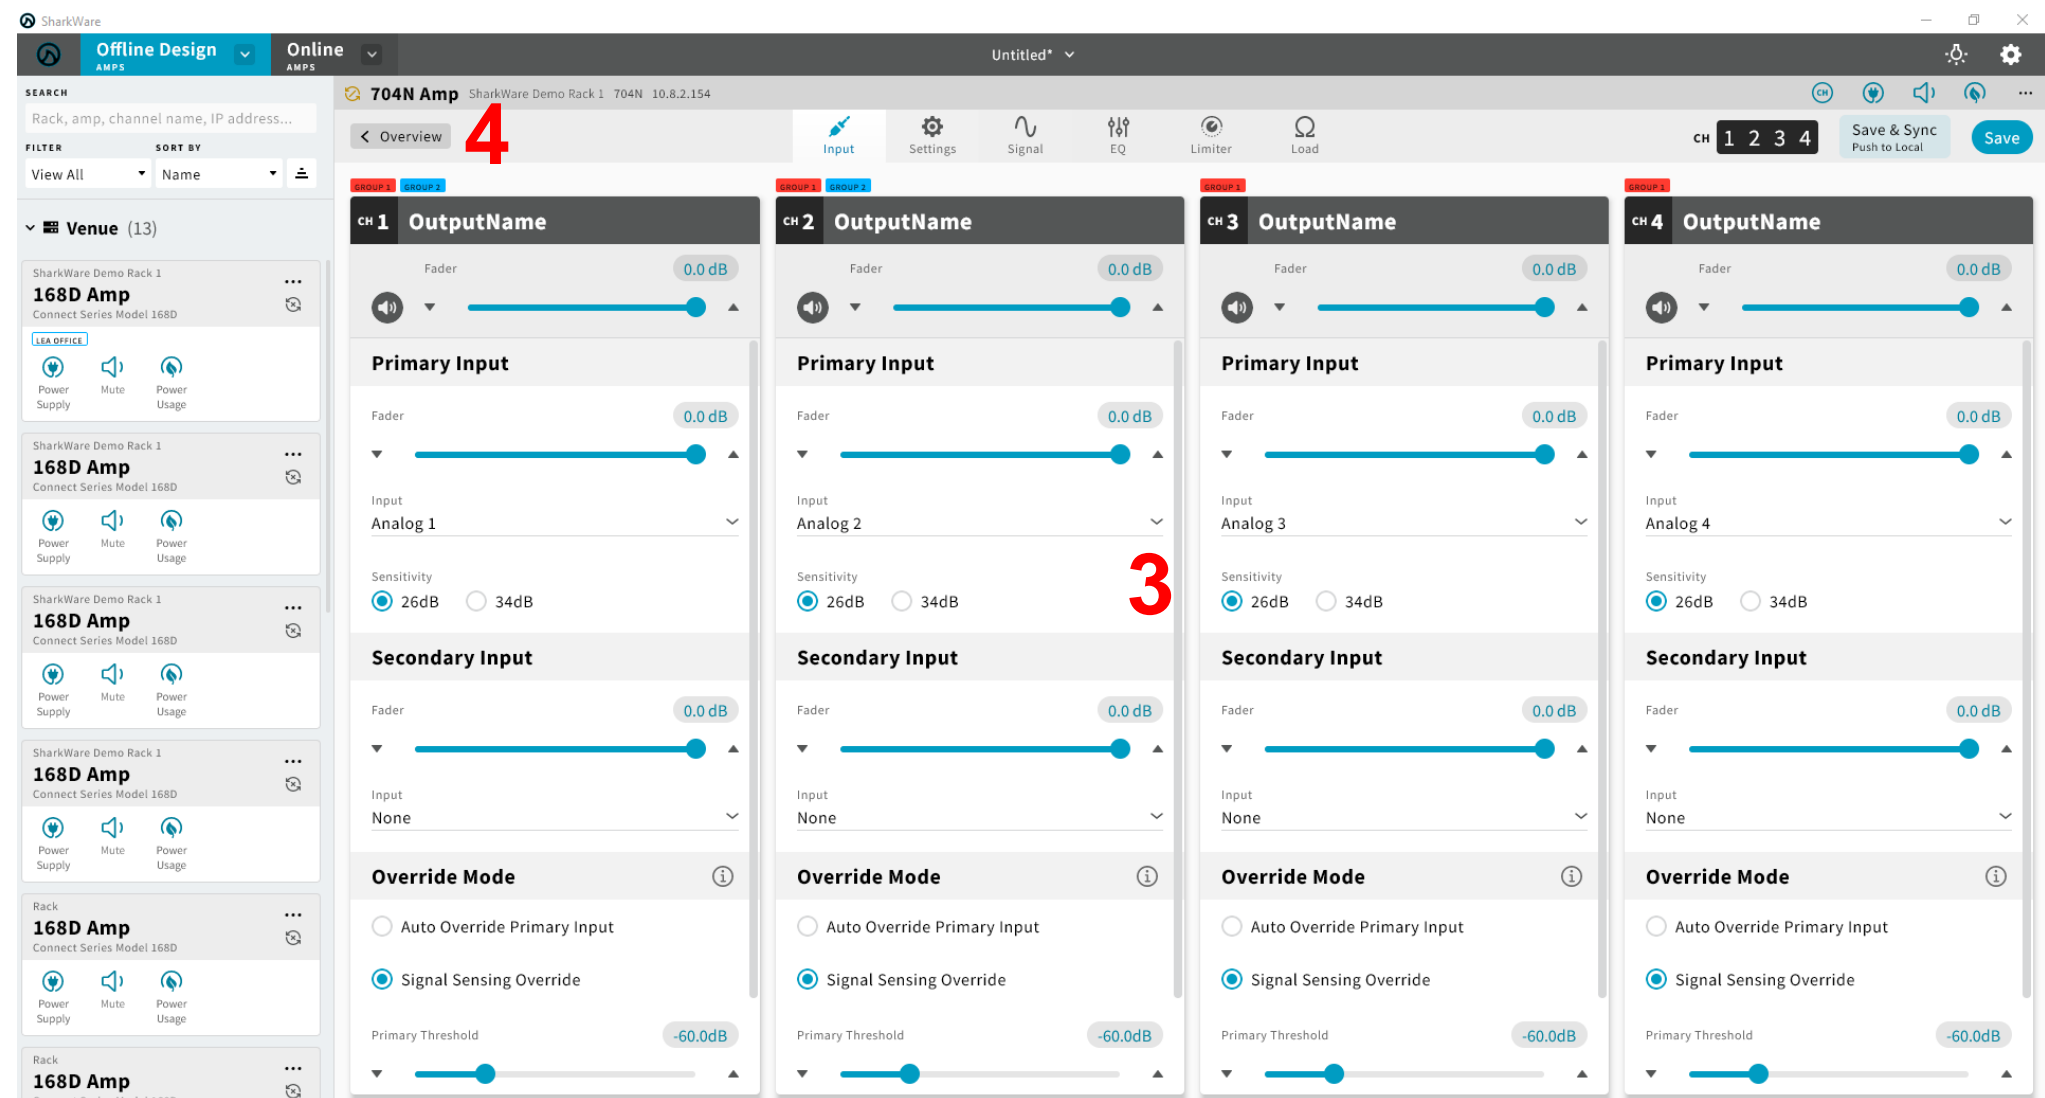 SharkWare
Offline Design
AMPS
Online
AMPS
Untitled*
SEARCH
Rack, amp, channel name, IP address...
FILTER
SORT BY
View All
Name
Venue (13)
SharkWare Demo Rack 1
168D Amp
Connect Series Model 168D
LEA OFFICE
Power Supply
Mute
Power Usage
SharkWare Demo Rack 1
168D Amp
Connect Series Model 168D
Power Supply
Mute
Power Usage
SharkWare Demo Rack 1
168D Amp
Connect Series Model 168D
Power Supply
Mute
Power Usage
SharkWare Demo Rack 1
168D Amp
Connect Series Model 168D
Power Supply
Mute
Power Usage
Rack
168D Amp
Connect Series Model 168D
Power Supply
Mute
Power Usage
Rack
168D Amp
704N Amp SharkWare Demo Rack 1 704N 10.8.2.154
CH
Overview
4
Input
Settings
Signal
EQ
Limiter
Load
CH 1 2 3 4
Save & Sync
Push to Local
Save
GROUP 1 GROUP 2
CH 1 OutputName
Fader 0.0 dB
Primary Input
Fader 0.0 dB
Input
Analog 1
Sensitivity
26dB 34dB
Secondary Input
Fader 0.0 dB
Input
None
Override Mode
Auto Override Primary Input
Signal Sensing Override
Primary Threshold -60.0dB
GROUP 1 GROUP 2
CH 2 OutputName
Fader 0.0 dB
Primary Input
Fader 0.0 dB
Input
Analog 2
Sensitivity
26dB 34dB
3
Secondary Input
Fader 0.0 dB
Input
None
Override Mode
Auto Override Primary Input
Signal Sensing Override
Primary Threshold -60.0dB
GROUP 1
CH 3 OutputName
Fader 0.0 dB
Primary Input
Fader 0.0 dB
Input
Analog 3
Sensitivity
26dB 34dB
Secondary Input
Fader 0.0 dB
Input
None
Override Mode
Auto Override Primary Input
Signal Sensing Override
Primary Threshold -60.0dB
GROUP 1
CH 4 OutputName
Fader 0.0 dB
Primary Input
Fader 0.0 dB
Input
Analog 4
Sensitivity
26dB 34dB
Secondary Input
Fader 0.0 dB
Input
None
Override Mode
Auto Override Primary Input
Signal Sensing Override
Primary Threshold -60.0dB